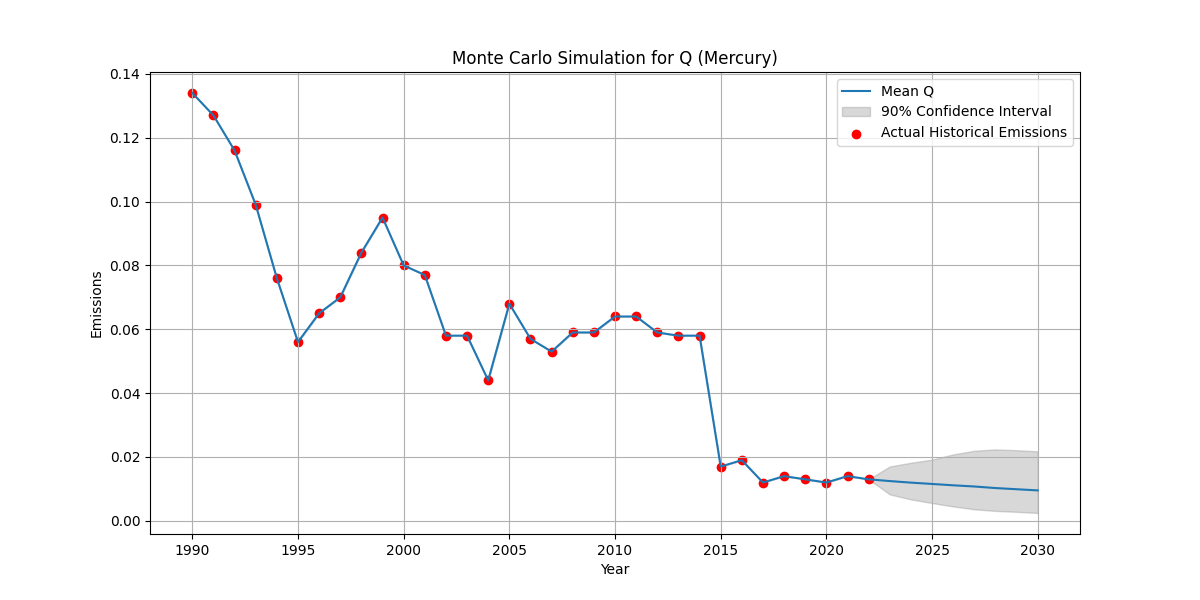 Monte Carlo Simulation for Q (Mercury)
Mean Q
90% Confidence Interval
Actual Historical Emissions
0.14
0.12
0.10
0.08
0.06
0.04
0.02
0.00
Emissions
1990 1995 2000 2005 2010 2015 2020 2025 2030
Year